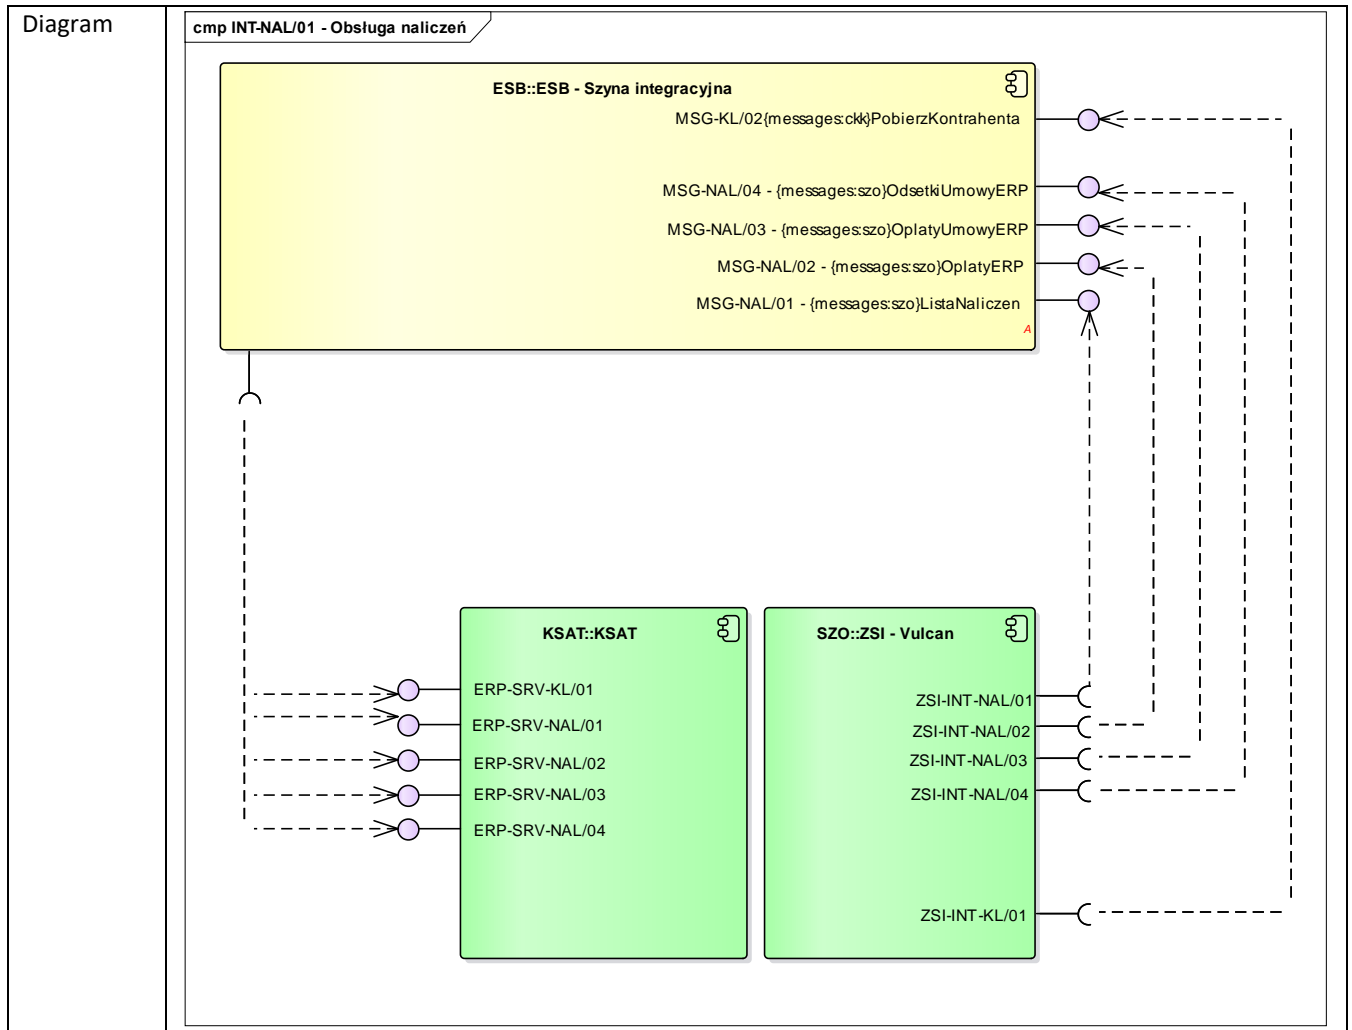 Diagram
cmp INT-NAL/01 - Obsługa naliczeń
ESB::ESB - Szyna integracyjna
MSG-KL/02{messages:ckk}PobierzKontrahenta
MSG-NAL/04 - {messages:szo}OdsetkiUmowyERP
MSG-NAL/03 - {messages:szo}OplatyUmowyERP
MSG-NAL/02 - {messages:szo}OplatyERP
MSG-NAL/01 - {messages:szo}ListaNaliczen
A
KSAT::KSAT
ERP-SRV-KL/01
ERP-SRV-NAL/01
ERP-SRV-NAL/02
ERP-SRV-NAL/03
ERP-SRV-NAL/04
SZO::ZSI - Vulcan
ZSI-INT-NAL/01
ZSI-INT-NAL/02
ZSI-INT-NAL/03
ZSI-INT-NAL/04
ZSI-INT-KL/01